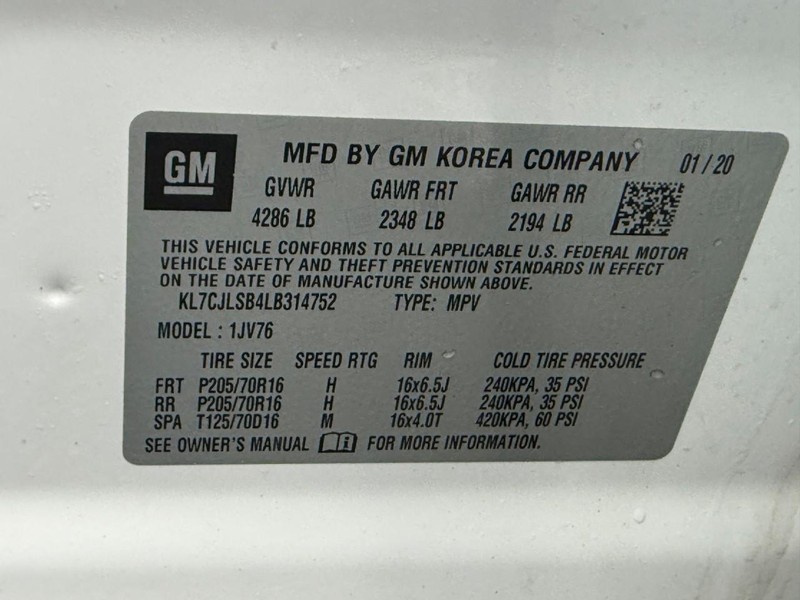 GM
MFD BY GM KOREA COMPANY 01/20
GVWR GAWR FRT GAWR RR
4286 LB 2348 LB 2194 LB
THIS VEHICLE CONFORMS TO ALL APPLICABLE U.S. FEDERAL MOTOR
VEHICLE SAFETY AND THEFT PREVENTION STANDARDS IN EFFECT
ON THE DATE OF MANUFACTURE SHOWN ABOVE.
KL7CJLSB4LB314752 TYPE: MPV
MODEL : 1JV76
TIRE SIZE SPEED RTG RIM COLD TIRE PRESSURE
FRT P205/70R16 H 16x6.5J 240KPA, 35 PSI
RR P205/70R16 H 16x6.5J 240KPA, 35 PSI
SPA T125/70D16 M 16x4.0T 420KPA, 60 PSI
SEE OWNER'S MANUAL FOR MORE INFORMATION.